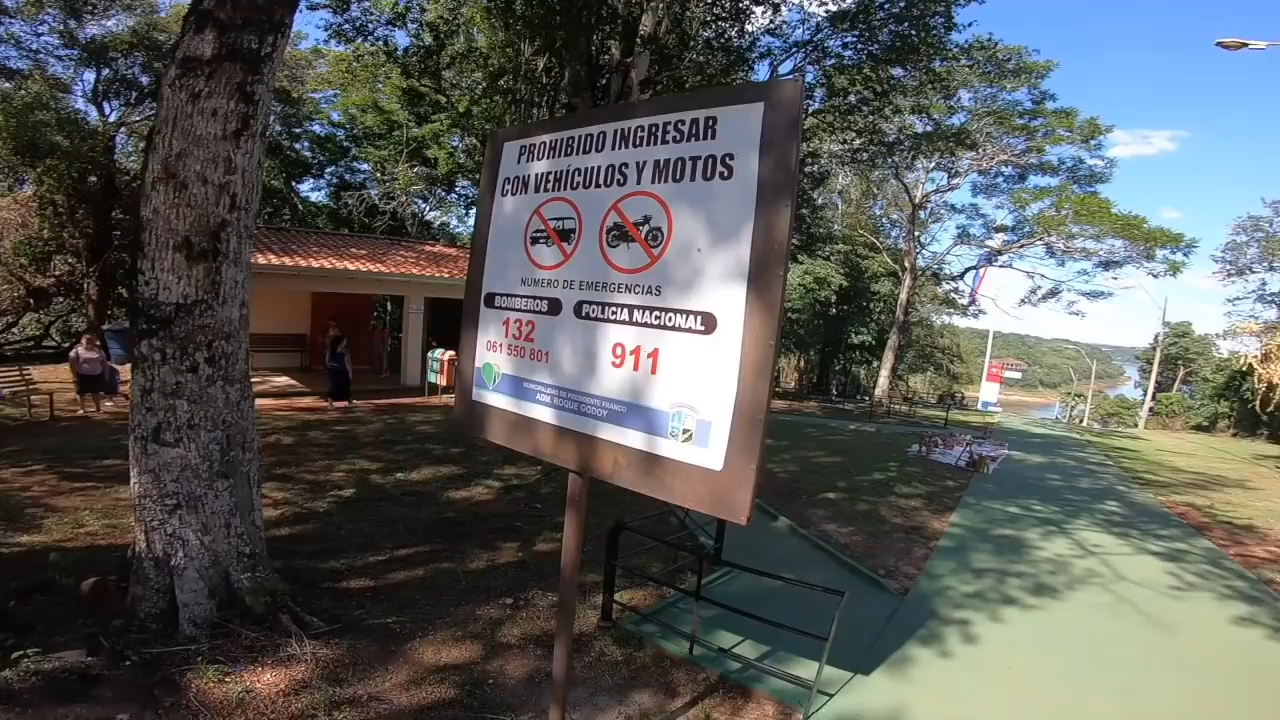 PROHIBIDO INGRESAR
CON VEHÍCULOS Y MOTOS
NUMERO DE EMERGENCIAS
BOMBEROS
132
061 550 801
POLICIA NACIONAL
911
MUNICIPALIDAD DE PRESIDENTE FRANCO
ADM. ROQUE GODOY